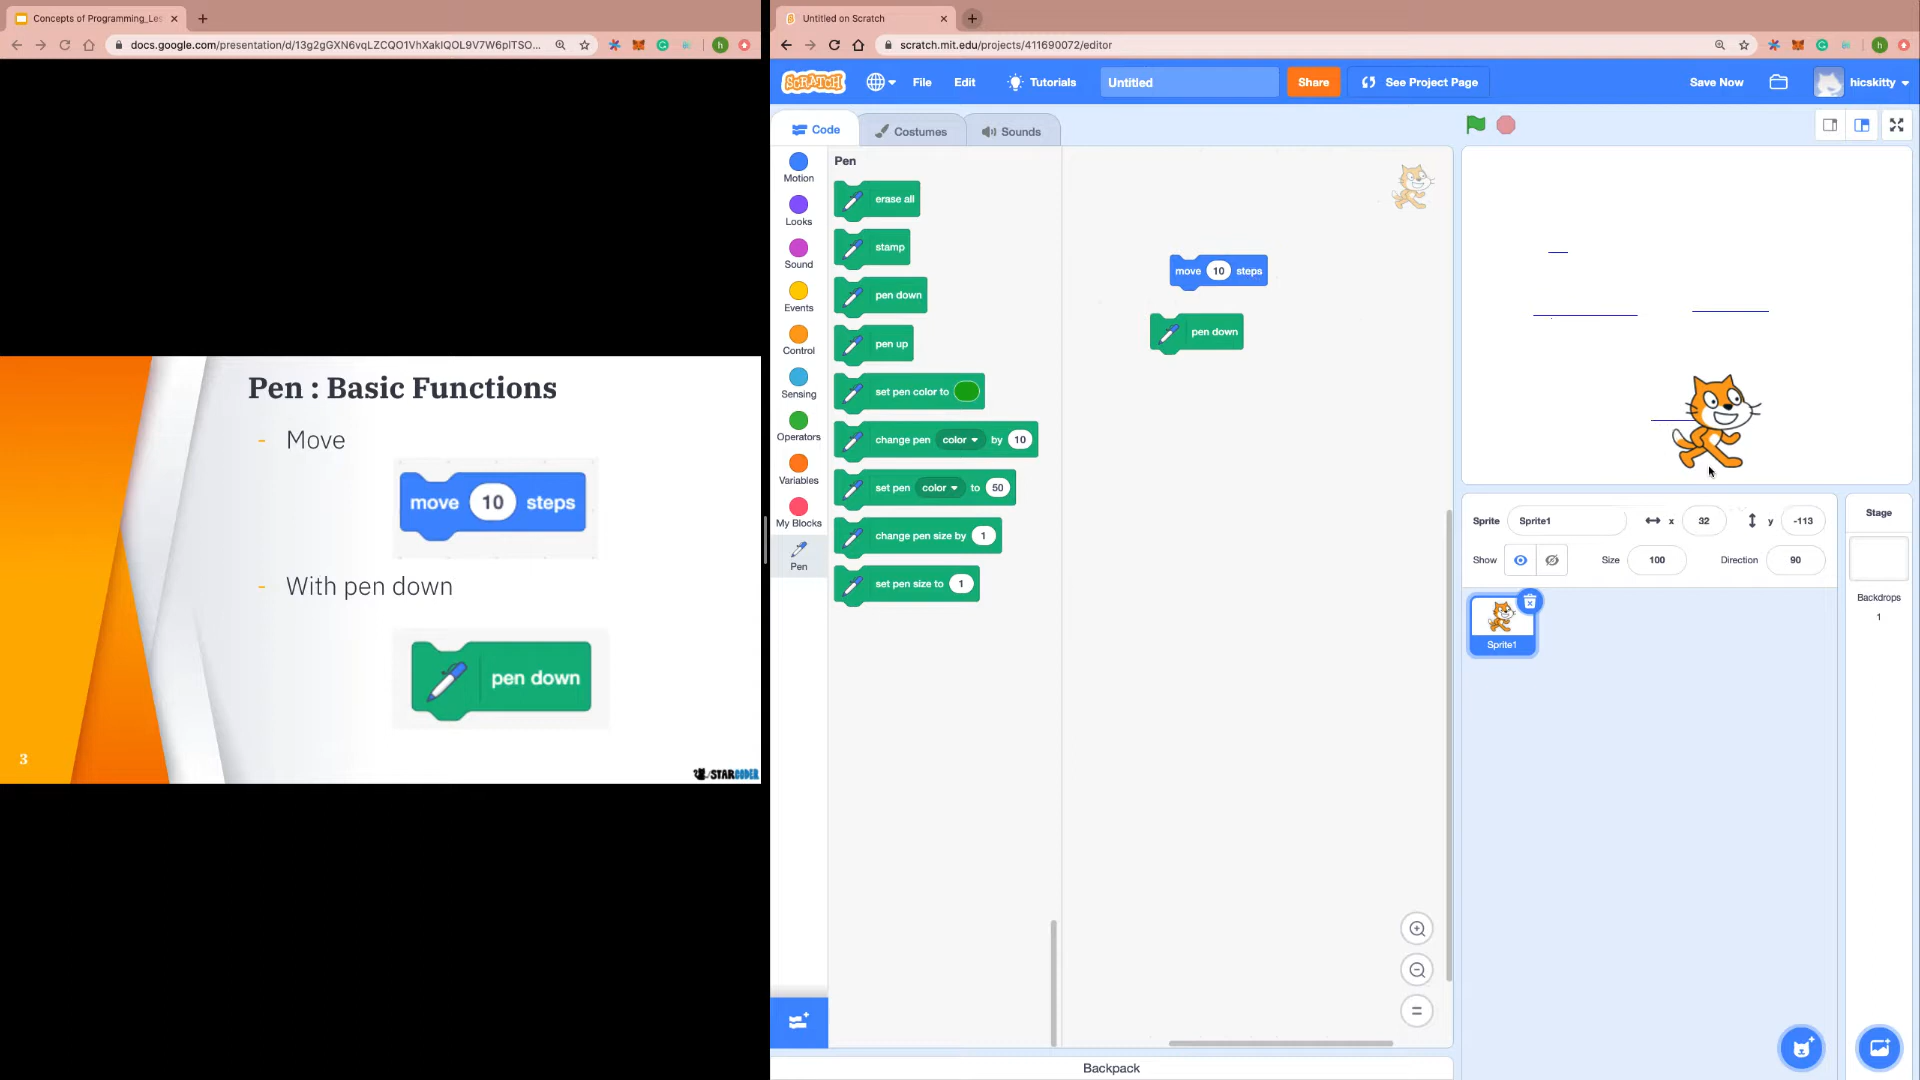 Concepts of Programming_Les
docs.google.com/presentation/d/13g2gGXN6vqLZCQO1VhXaklQOL9V7W6plTSO...
h
Pen : Basic Functions
- Move
move 10 steps
- With pen down
pen down
3
STARCODER
Untitled on Scratch
scratch.mit.edu/projects/411690072/editor
h
SCRATCH
File
Edit
Tutorials
Untitled
Share
See Project Page
Save Now
hicskitty
Code
Costumes
Sounds
Motion
Looks
Sound
Events
Control
Sensing
Operators
Variables
My Blocks
Pen
Pen
erase all
stamp
pen down
pen up
set pen color to
change pen color by 10
set pen color to 50
change pen size by 1
set pen size to 1
move 10 steps
pen down
Sprite Sprite1 x 32 y -113
Show Size 100 Direction 90
Sprite1
Stage
Backdrops
1
Backpack